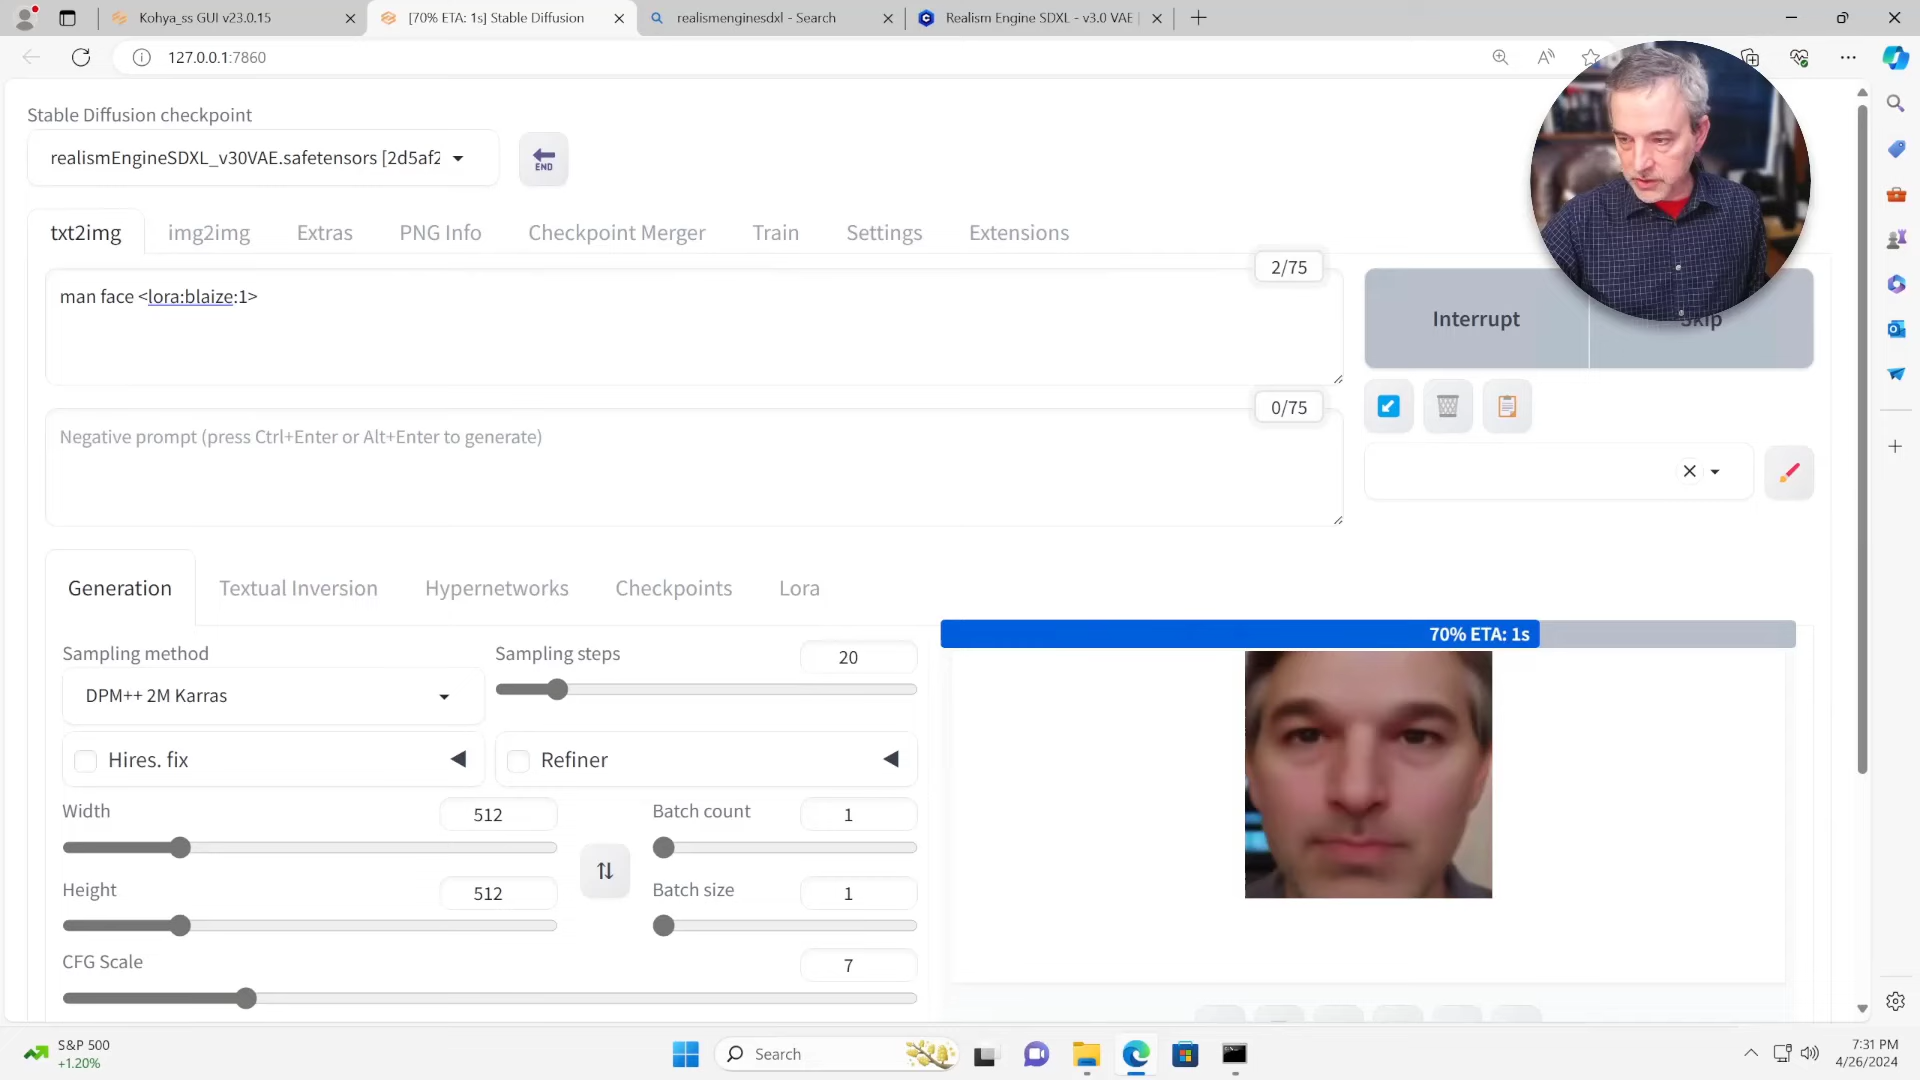 Kohya_ss GUI v23.0.15
[70% ETA: 1s] Stable Diffusion
realismenginesdxl - Search
Realism Engine SDXL - v3.0 VAE |
127.0.0.1:7860
Stable Diffusion checkpoint
realismEngineSDXL_v30VAE.safetensors [2d5af2
END
txt2img
img2img
Extras
PNG Info
Checkpoint Merger
Train
Settings
Extensions
2/75
man face <lora:blaize:1>
Interrupt
Skip
0/75
Negative prompt (press Ctrl+Enter or Alt+Enter to generate)
Generation
Textual Inversion
Hypernetworks
Checkpoints
Lora
70% ETA: 1s
Sampling method
Sampling steps
20
DPM++ 2M Karras
Hires. fix
Refiner
Width
512
Batch count
1
Height
512
Batch size
1
CFG Scale
7
S&P 500
+1.20%
Search
7:31 PM
4/26/2024